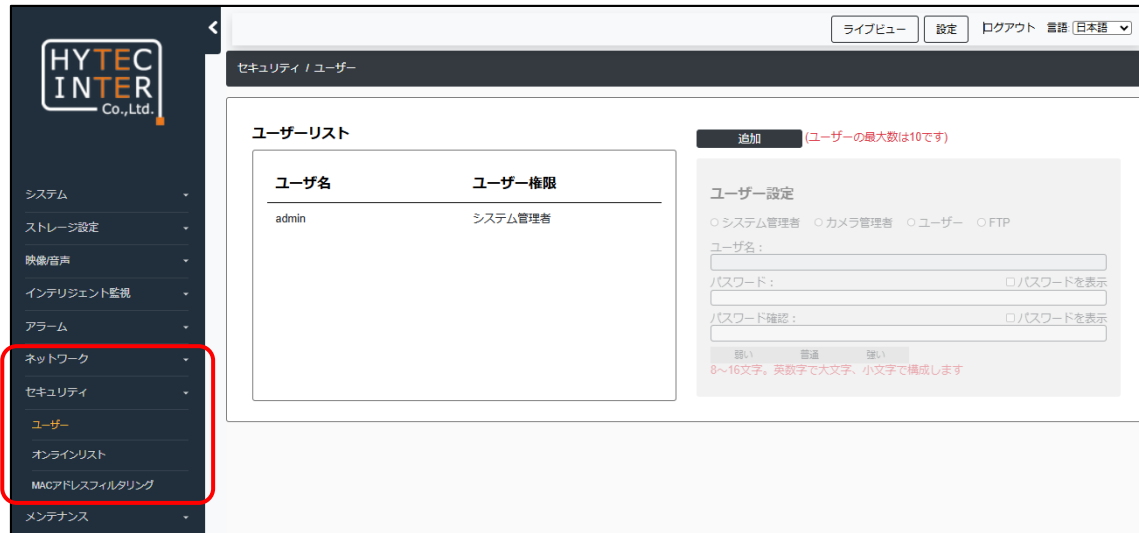 HYTEC
INTER
Co.,Ltd.
ライブビュー 設定 ログアウト 言語: 日本語
セキュリティ / ユーザー
システム
ストレージ設定
映像/音声
インテリジェント監視
アラーム
ネットワーク
セキュリティ
ユーザー
オンラインリスト
MACアドレスフィルタリング
メンテナンス
ユーザーリスト
ユーザ名 ユーザー権限
admin システム管理者
追加 (ユーザーの最大数は10です)
ユーザー設定
システム管理者 カメラ管理者 ユーザー FTP
ユーザ名：
パスワード： パスワードを表示
パスワード確認： パスワードを表示
弱い 普通 強い
8～16文字。英数字で大文字、小文字で構成します